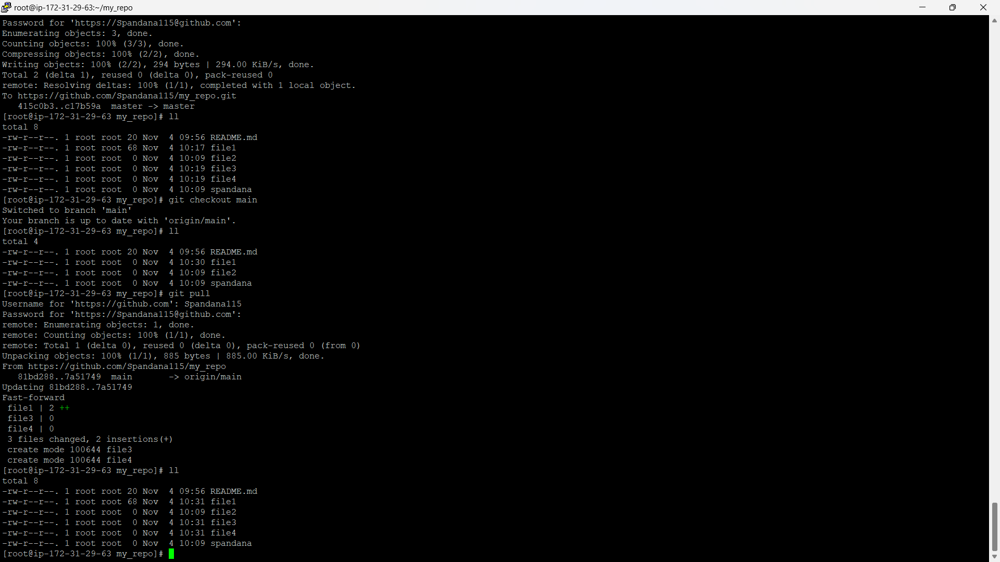 root@ip-172-31-29-63:~/my_repo
Password for 'https://Spandana115@github.com':
Enumerating objects: 3, done.
Counting objects: 100% (3/3), done.
Compressing objects: 100% (2/2), done.
Writing objects: 100% (2/2), 294 bytes | 294.00 KiB/s, done.
Total 2 (delta 1), reused 0 (delta 0), pack-reused 0
remote: Resolving deltas: 100% (1/1), completed with 1 local object.
To https://github.com/Spandana115/my_repo.git
   415c0b3..c17b59a  master -> master
[root@ip-172-31-29-63 my_repo]# ll
total 8
-rw-r--r--. 1 root root 20 Nov  4 09:56 README.md
-rw-r--r--. 1 root root 68 Nov  4 10:17 file1
-rw-r--r--. 1 root root  0 Nov  4 10:09 file2
-rw-r--r--. 1 root root  0 Nov  4 10:19 file3
-rw-r--r--. 1 root root  0 Nov  4 10:19 file4
-rw-r--r--. 1 root root  0 Nov  4 10:09 spandana
[root@ip-172-31-29-63 my_repo]# git checkout main
Switched to branch 'main'
Your branch is up to date with 'origin/main'.
[root@ip-172-31-29-63 my_repo]# ll
total 4
-rw-r--r--. 1 root root 20 Nov  4 09:56 README.md
-rw-r--r--. 1 root root  0 Nov  4 10:30 file1
-rw-r--r--. 1 root root  0 Nov  4 10:09 file2
-rw-r--r--. 1 root root  0 Nov  4 10:09 spandana
[root@ip-172-31-29-63 my_repo]# git pull
Username for 'https://github.com': Spandana115
Password for 'https://Spandana115@github.com':
remote: Enumerating objects: 1, done.
remote: Counting objects: 100% (1/1), done.
remote: Total 1 (delta 0), reused 0 (delta 0), pack-reused 0 (from 0)
Unpacking objects: 100% (1/1), 885 bytes | 885.00 KiB/s, done.
From https://github.com/Spandana115/my_repo
   81bd288..7a51749  main       -> origin/main
Updating 81bd288..7a51749
Fast-forward
 file1 | 2 ++
 file3 | 0
 file4 | 0
 3 files changed, 2 insertions(+)
 create mode 100644 file3
 create mode 100644 file4
[root@ip-172-31-29-63 my_repo]# ll
total 8
-rw-r--r--. 1 root root 20 Nov  4 09:56 README.md
-rw-r--r--. 1 root root 68 Nov  4 10:31 file1
-rw-r--r--. 1 root root  0 Nov  4 10:09 file2
-rw-r--r--. 1 root root  0 Nov  4 10:31 file3
-rw-r--r--. 1 root root  0 Nov  4 10:31 file4
-rw-r--r--. 1 root root  0 Nov  4 10:09 spandana
[root@ip-172-31-29-63 my_repo]#